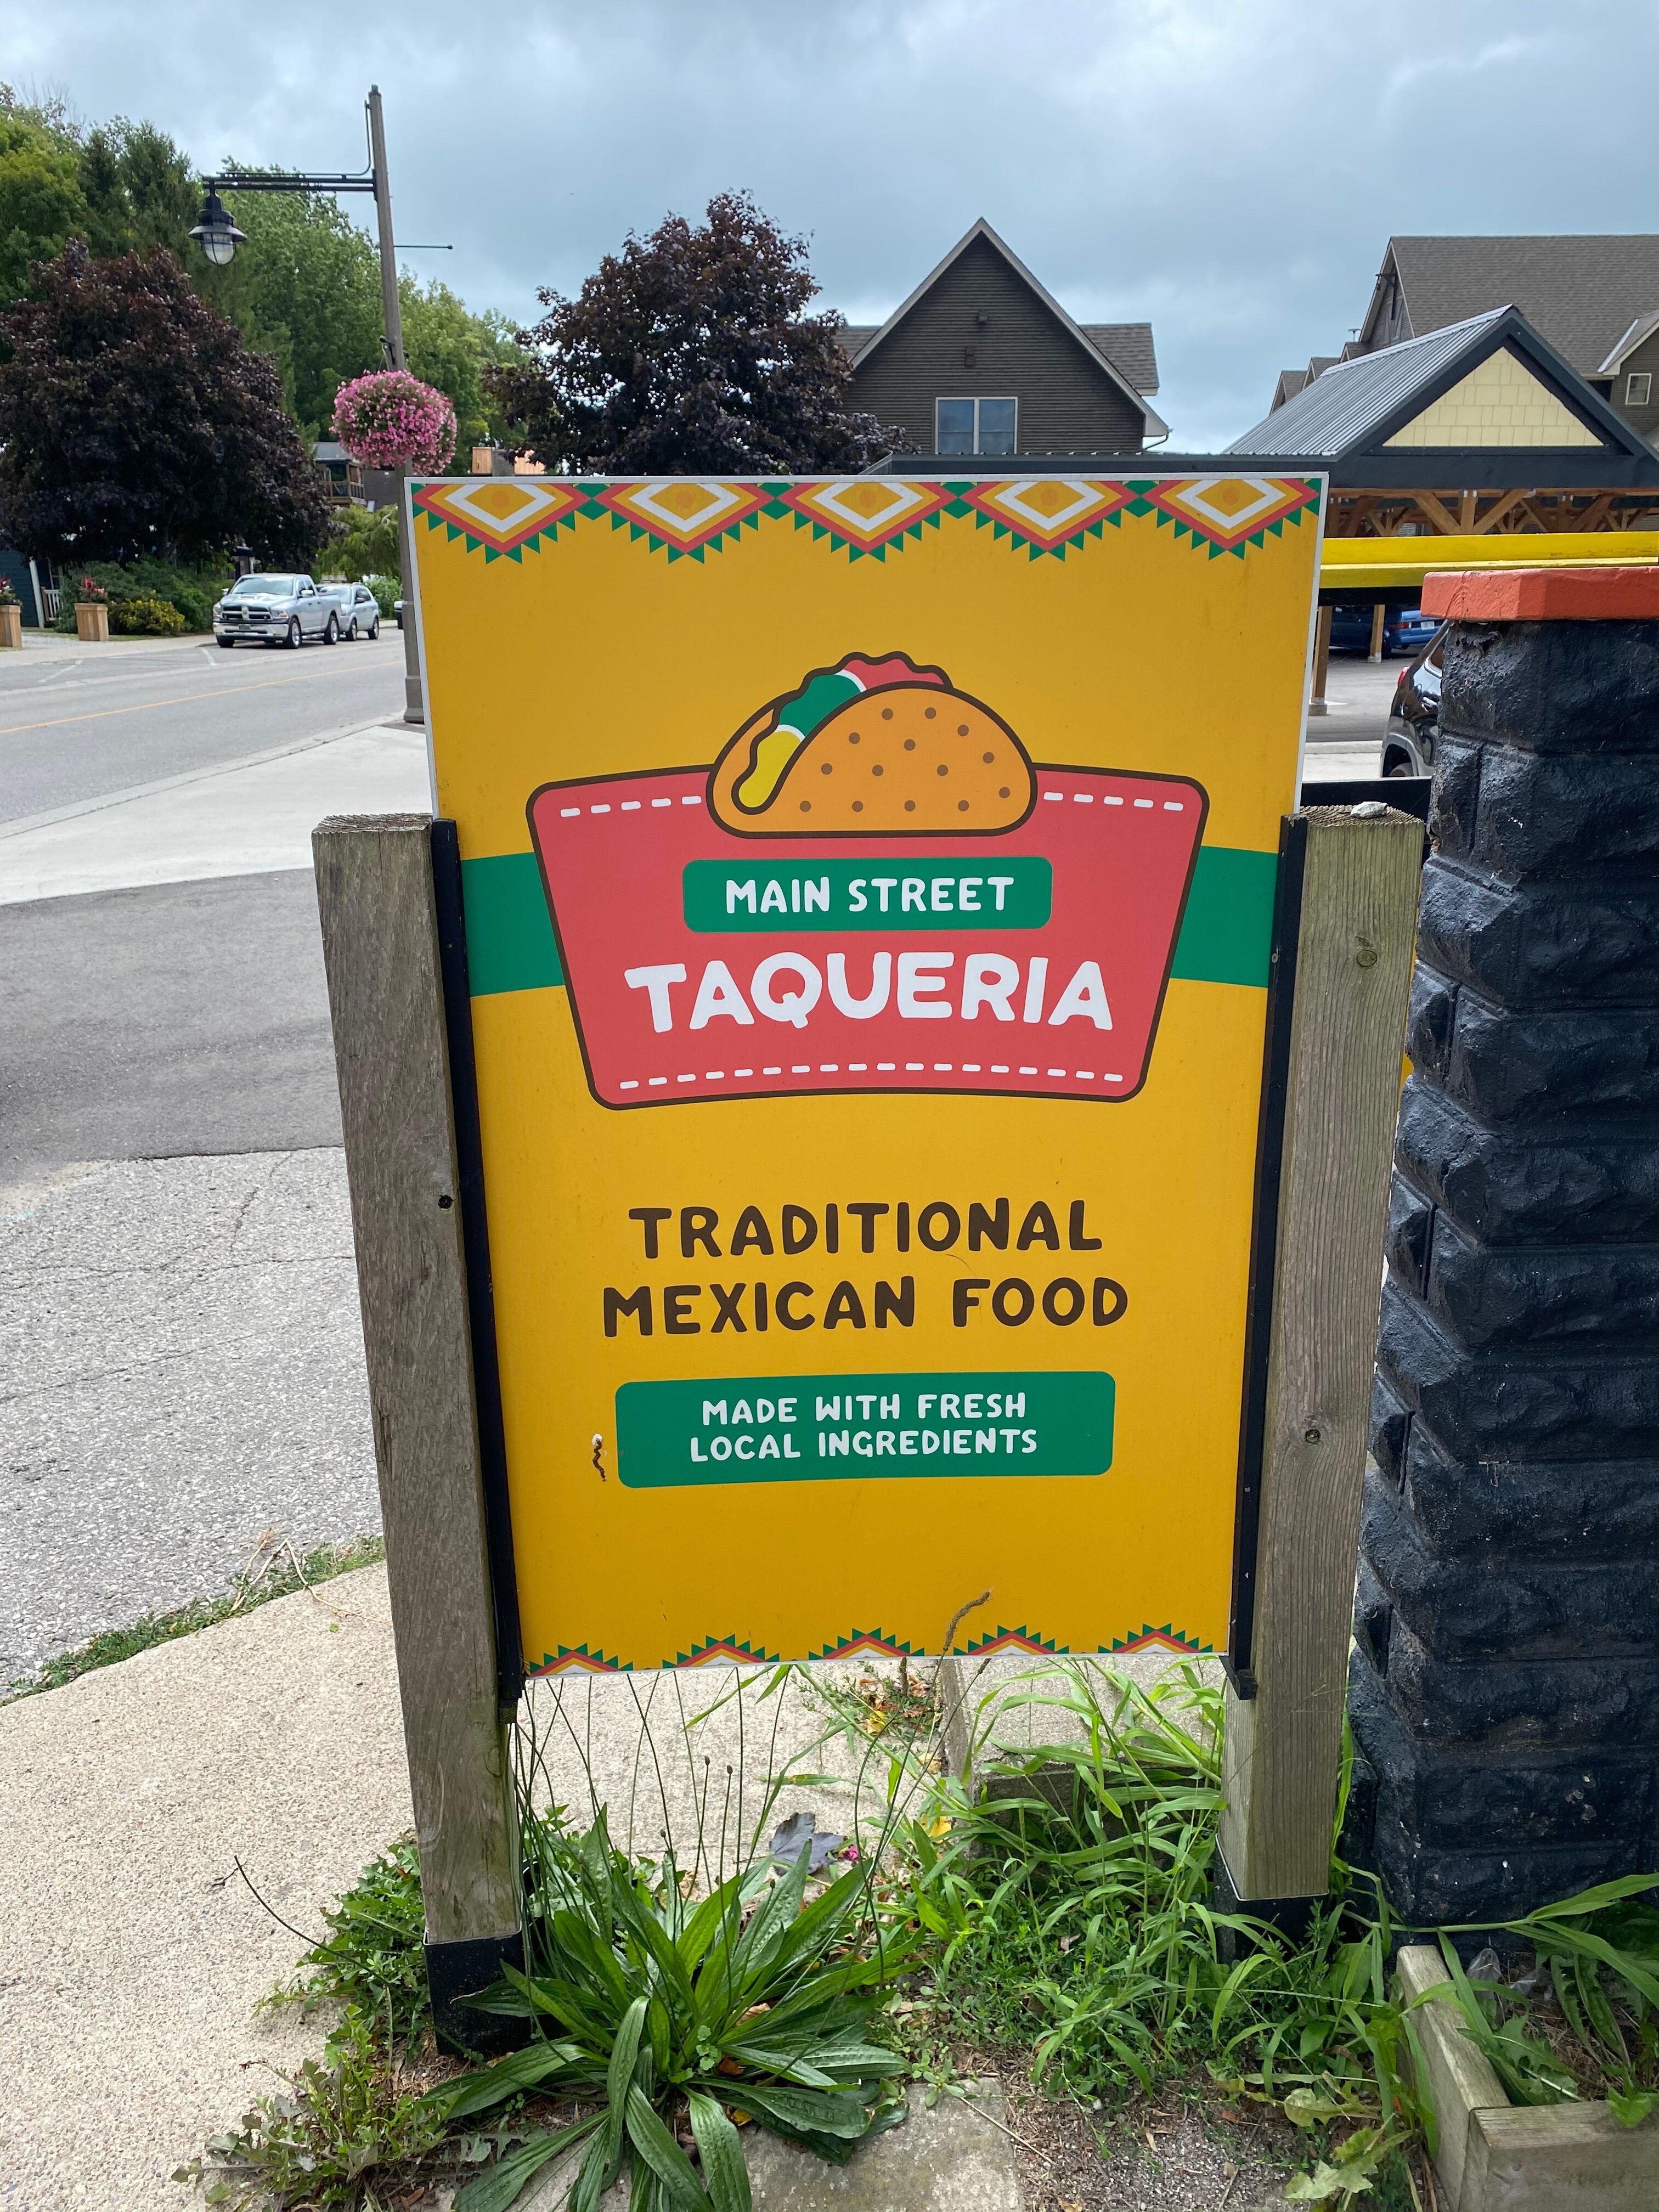 MAIN STREET
TAQUERIA
TRADITIONAL
MEXICAN FOOD
MADE WITH FRESH
LOCAL INGREDIENTS